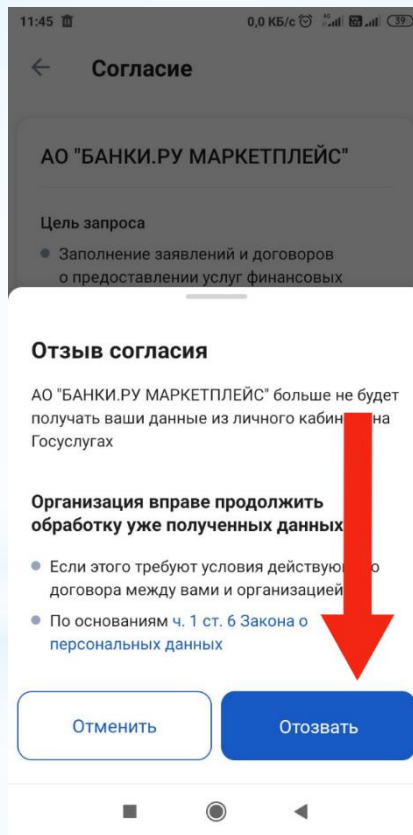 11:45 0,0 КБ/с 4G 39
Согласие
АО "БАНКИ.РУ МАРКЕТПЛЕЙС"
Цель запроса
Заполнение заявлений и договоров
о предоставлении услуг финансовых
Отзыв согласия
АО "БАНКИ.РУ МАРКЕТПЛЕЙС" больше не будет
получать ваши данные из личного на
Госуслугах
Организация вправе продолжить
обработку уже полученных данных
Если этого требуют условия
договора между вами и организацией
По основаниям ч. 1 ст. 6 Закона о
персональных данных
Отменить Отозвать